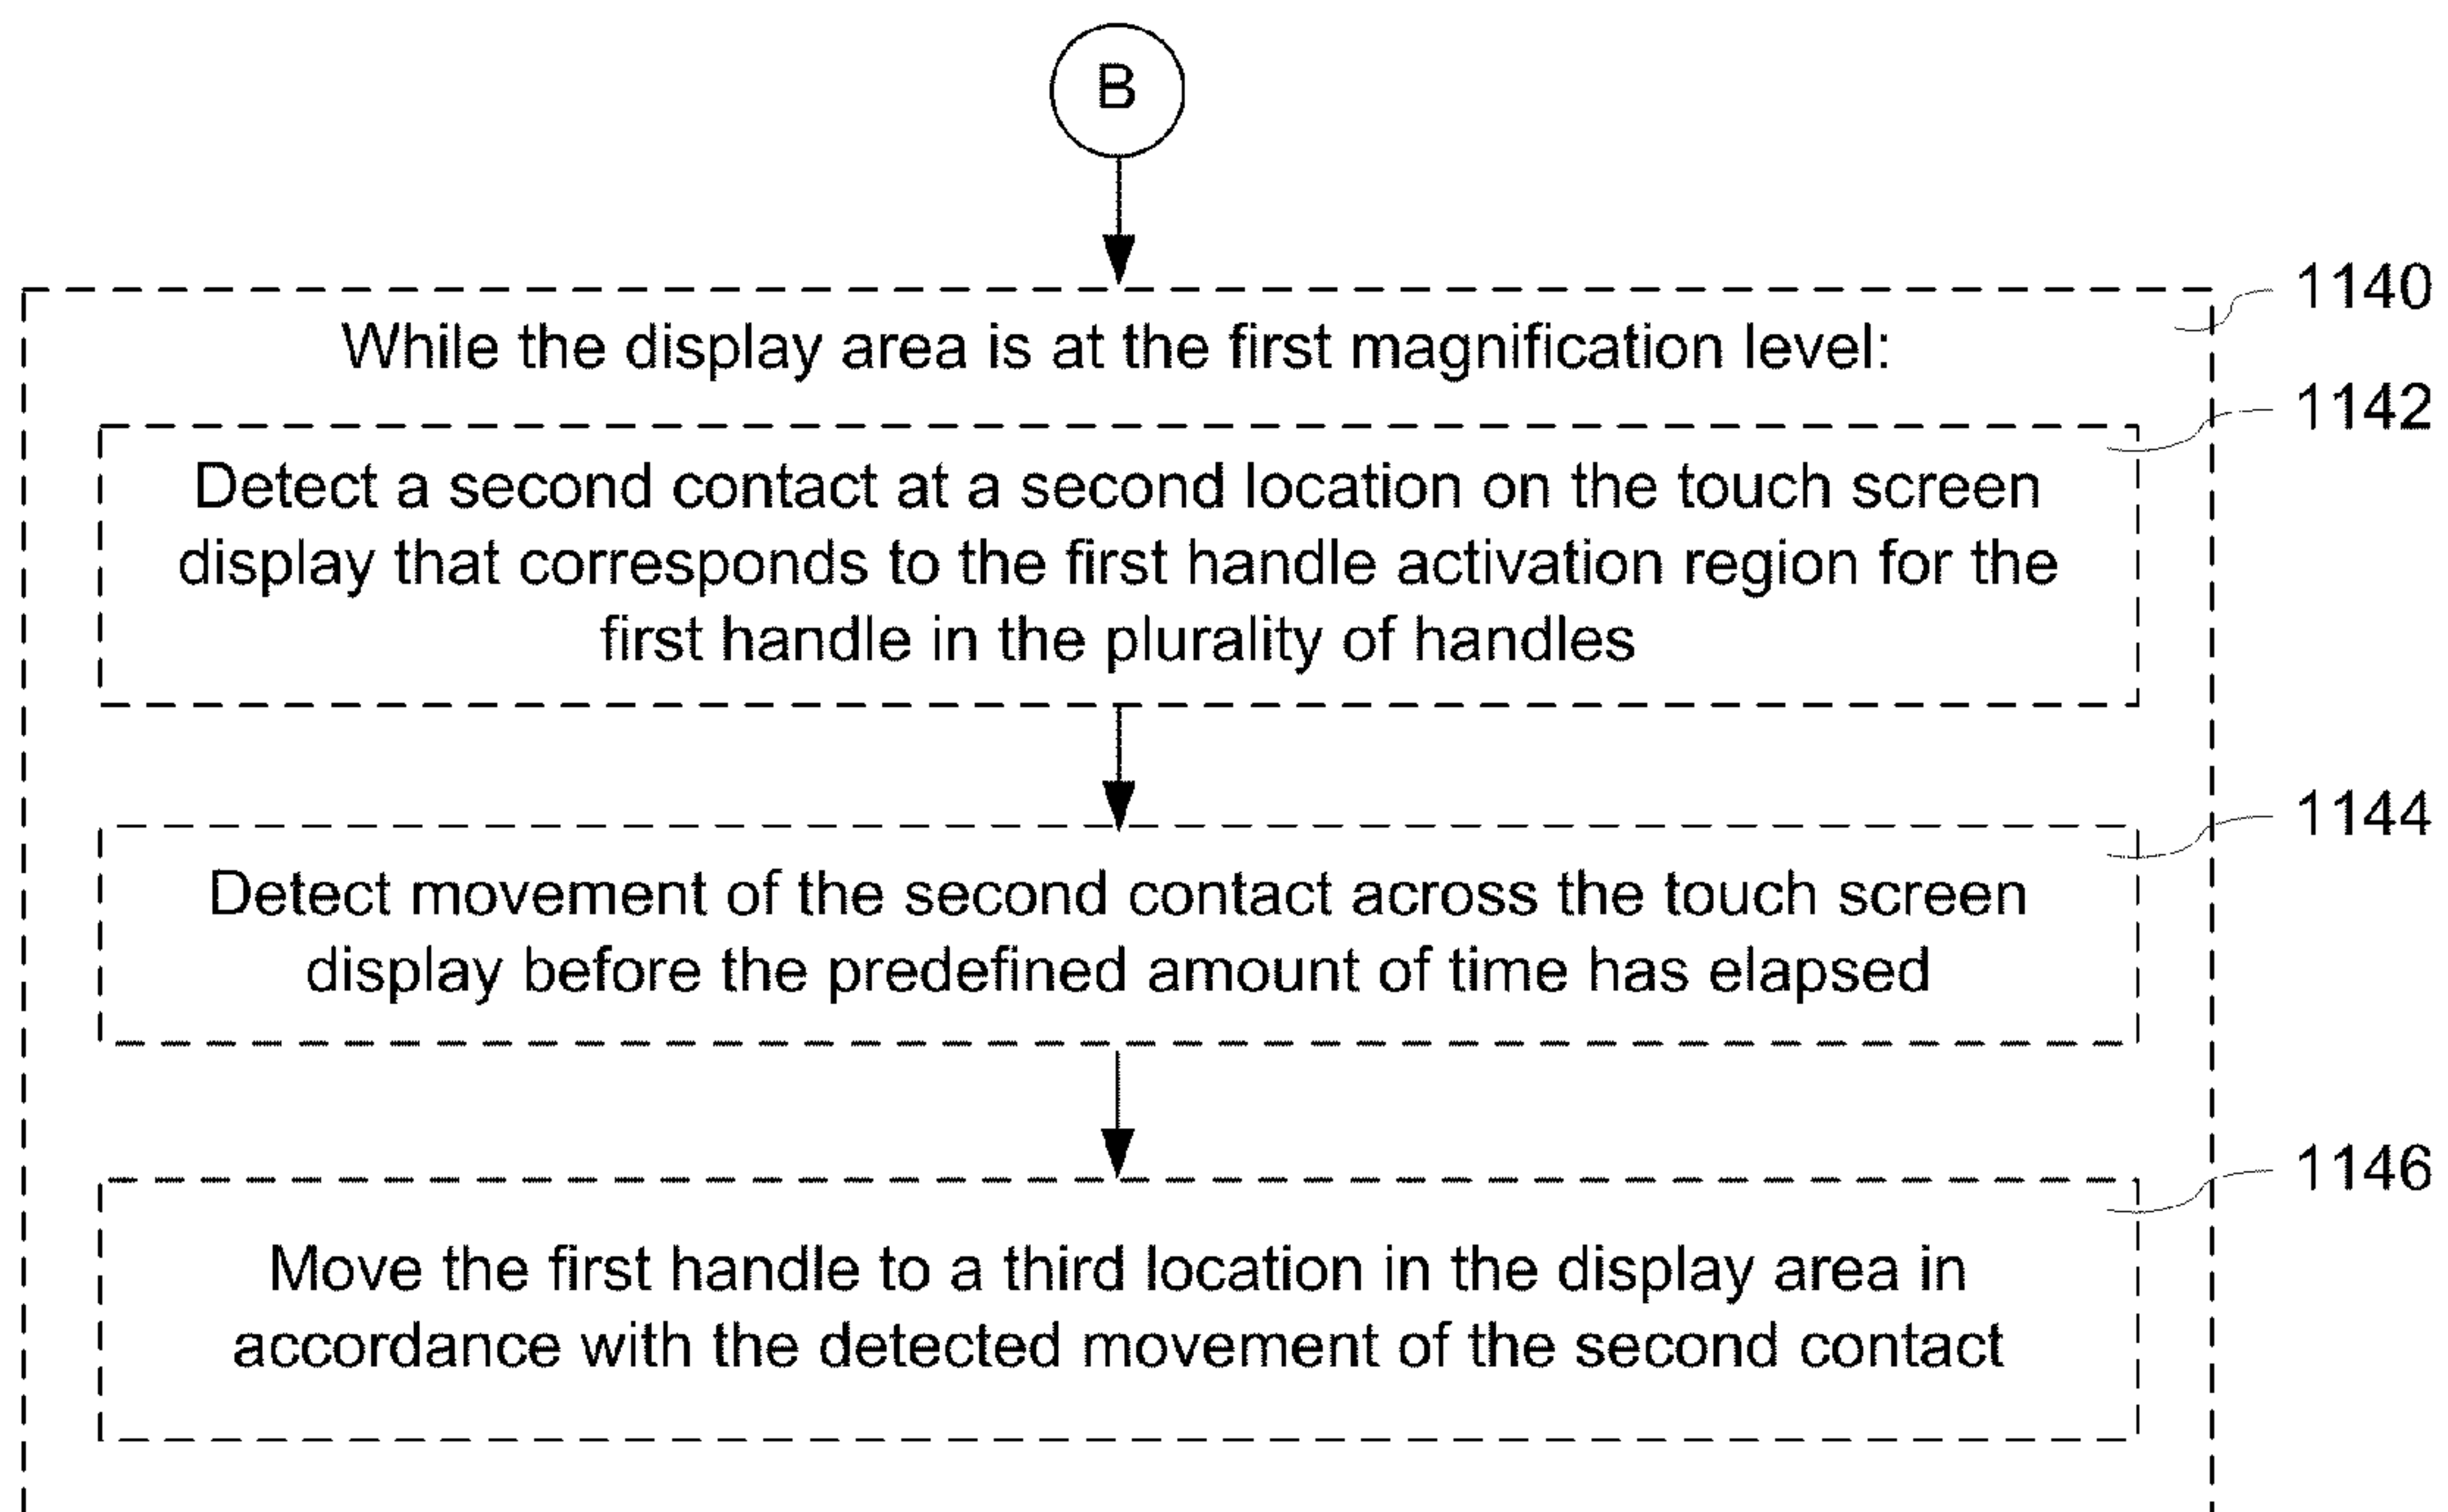 B
1140
While the display area is at the first magnification level:
1142
Detect a second contact at a second location on the touch screen
display that corresponds to the first handle activation region for the
first handle in the plurality of handles
1144
Detect movement of the second contact across the touch screen
display before the predefined amount of time has elapsed
1146
Move the first handle to a third location in the display area in
accordance with the detected movement of the second contact